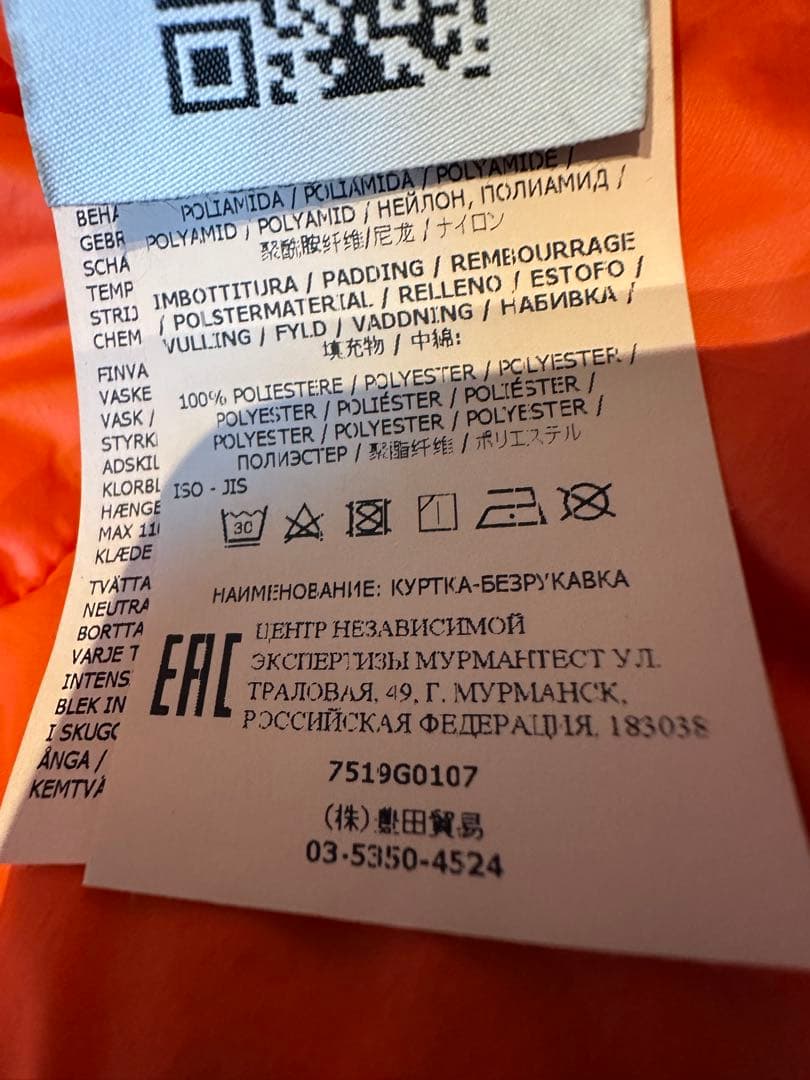 BEHA
GEBR
SCHA
TEMP
STRIJ
CHEM
FINVA
VASKE
VASK /
STYRK
ADSKIL
KLORBL
HÆNGE
MAX 11
KLÆDE
TVÄTTA
NEUTRA
BORTTA
VARJE T
INTENS
BLEK IN
I SKUGG
ÅNGA /
KEMTVÄ
POLIAMIDA / POLIAMIDA / POLYAMIDE /
POLYAMID / POLYAMID / НЕЙЛОН, ПОЛИАМИД /
聚酰胺纤维/尼龙 / ナイロン
IMBOTTITURA / PADDING / REMBOURRAGE
/ POLSTERMATERIAL / RELLENO / ESTOFO /
VULLING / FYLD / VADDNING / НАБИВКА /
填充物 / 中綿:
100% POLIESTERE / POLYESTER / POLYESTER /
POLYESTER / POLIÉSTER / POLIÉSTER /
POLYESTER / POLYESTER / POLYESTER /
ПОЛИЭСТЕР / 聚酯纤维 / ポリエステル
ISO - JIS
30
НАИМЕНОВАНИЕ: КУРТКА-БЕЗРУКАВКА
EAC
ЦЕНТР НЕЗАВИСИМОЙ
ЭКСПЕРТИЗЫ МУРМАНТЕСТ УЛ.
ТРАЛОВАЯ, 49, Г. МУРМАНСК,
РОССИЙСКАЯ ФЕДЕРАЦИЯ, 183038
7519G0107
(株)豊田貿易
03-5350-4524